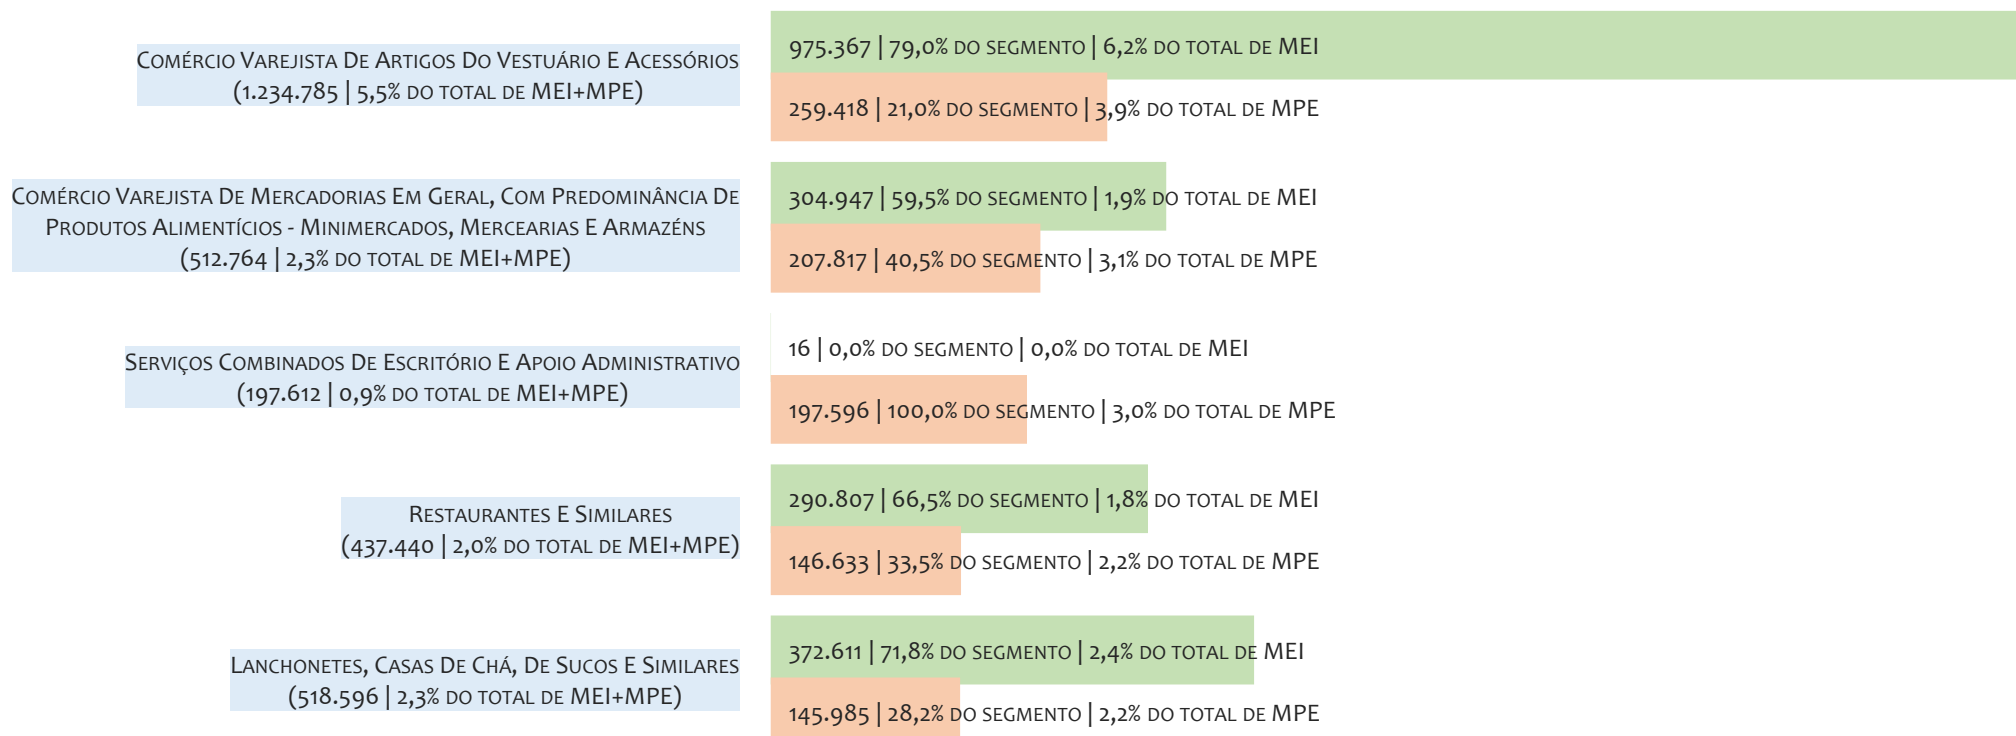 Comércio Varejista De Artigos Do Vestuário E Acessórios
(1.234.785 | 5,5% do total de MEI+MPE)
975.367 | 79,0% do segmento | 6,2% do total de MEI
259.418 | 21,0% do segmento | 3,9% do total de MPE
Comércio Varejista De Mercadorias Em Geral, Com Predominância De
Produtos Alimentícios - Minimercados, Mercearias E Armazéns
(512.764 | 2,3% do total de MEI+MPE)
304.947 | 59,5% do segmento | 1,9% do total de MEI
207.817 | 40,5% do segmento | 3,1% do total de MPE
Serviços Combinados De Escritório E Apoio Administrativo
(197.612 | 0,9% do total de MEI+MPE)
16 | 0,0% do segmento | 0,0% do total de MEI
197.596 | 100,0% do segmento | 3,0% do total de MPE
Restaurantes E Similares
(437.440 | 2,0% do total de MEI+MPE)
290.807 | 66,5% do segmento | 1,8% do total de MEI
146.633 | 33,5% do segmento | 2,2% do total de MPE
Lanchonetes, Casas De Chá, De Sucos E Similares
(518.596 | 2,3% do total de MEI+MPE)
372.611 | 71,8% do segmento | 2,4% do total de MEI
145.985 | 28,2% do segmento | 2,2% do total de MPE